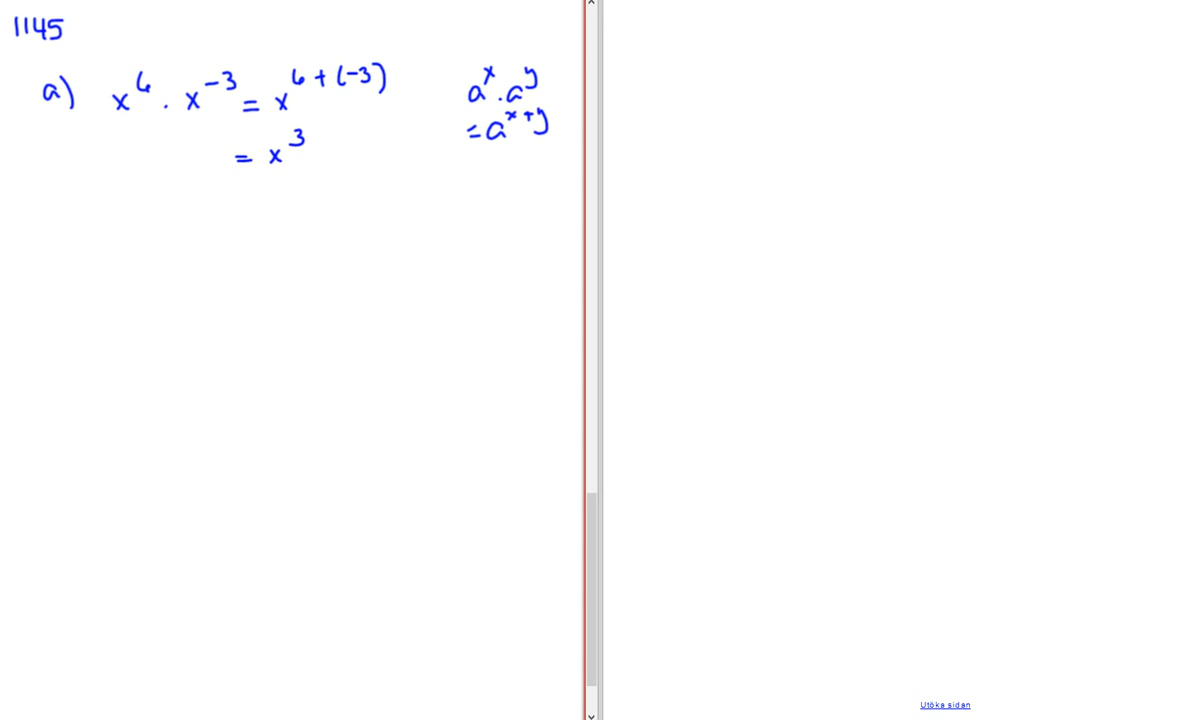 1145
a) x^6 · x^-3 = x^6+(-3)
= x^3
a^x · a^y
= a^x+y
Utöka sidan